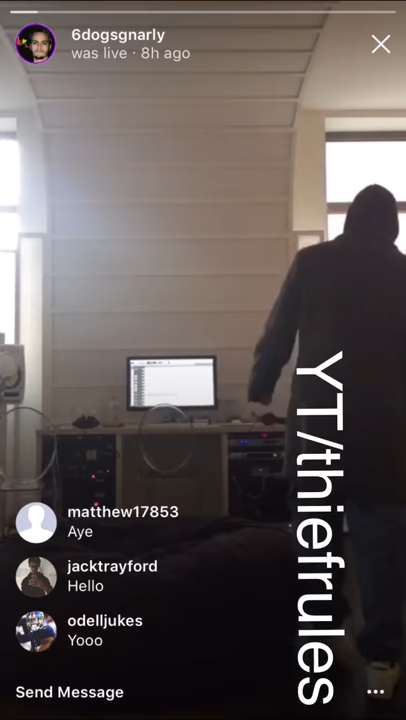 6dogsgnarly
was live · 8h ago
YT/thiefrules
matthew17853
Aye
jacktrayford
Hello
odelljukes
Yooo
Send Message